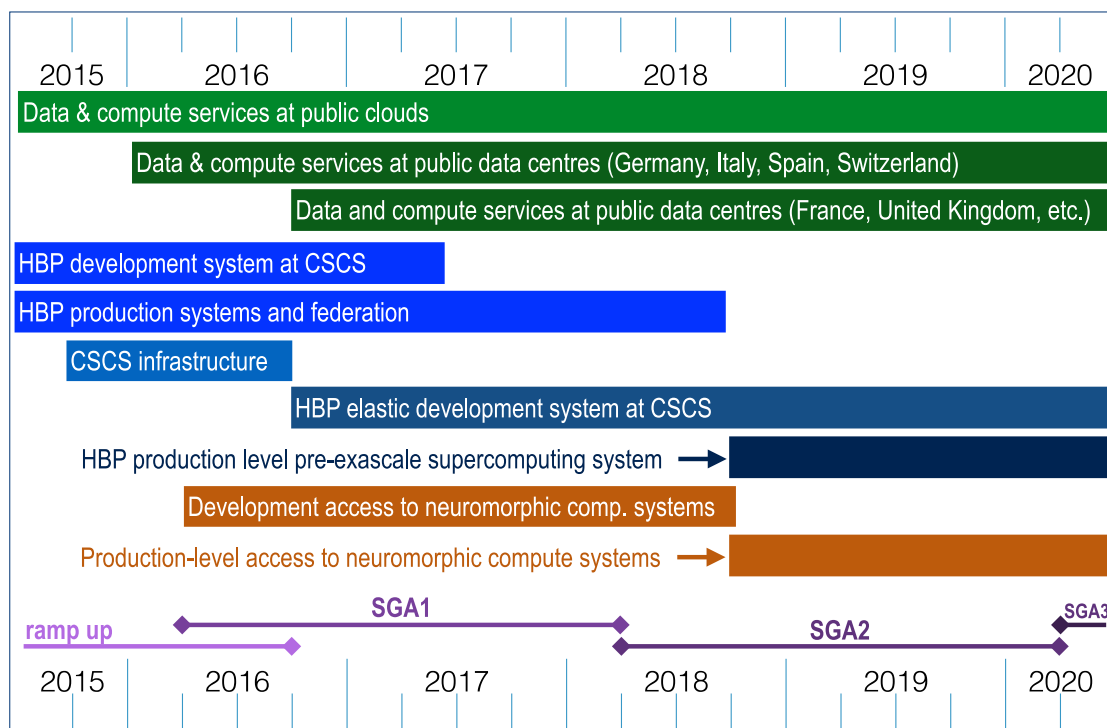 2015 2016 2017 2018 2019 2020
Data & compute services at public clouds
Data & compute services at public data centres (Germany, Italy, Spain, Switzerland)
Data and compute services at public data centres (France, United Kingdom, etc.)
HBP development system at CSCS
HBP production systems and federation
CSCS infrastructure
HBP elastic development system at CSCS
HBP production level pre-exascale supercomputing system
Development access to neuromorphic comp. systems
Production-level access to neuromorphic compute systems
SGA1
SGA3
ramp up
SGA2
2015 2016 2017 2018 2019 2020